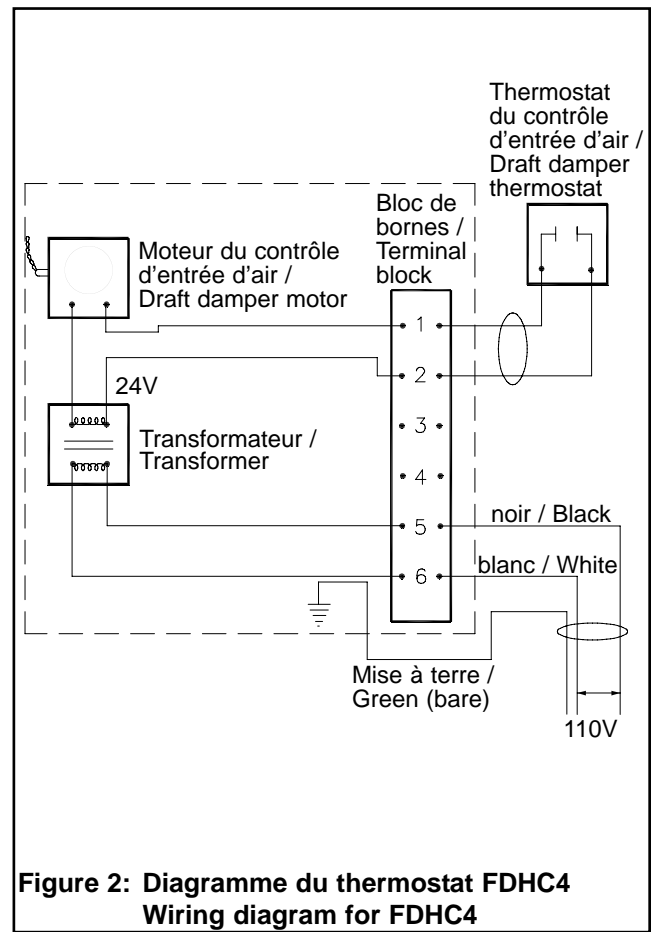 Thermostat
du contrôle
d'entrée d'air /
Draft damper
thermostat
Bloc de
bornes /
Terminal
block
Moteur du contrôle
d'entrée d'air /
Draft damper motor
1
2
24V
Transformateur /
Transformer
3
4
5
noir / Black
6
blanc / White
Mise à terre /
Green (bare)
110V
Figure 2: Diagramme du thermostat FDHC4
Wiring diagram for FDHC4